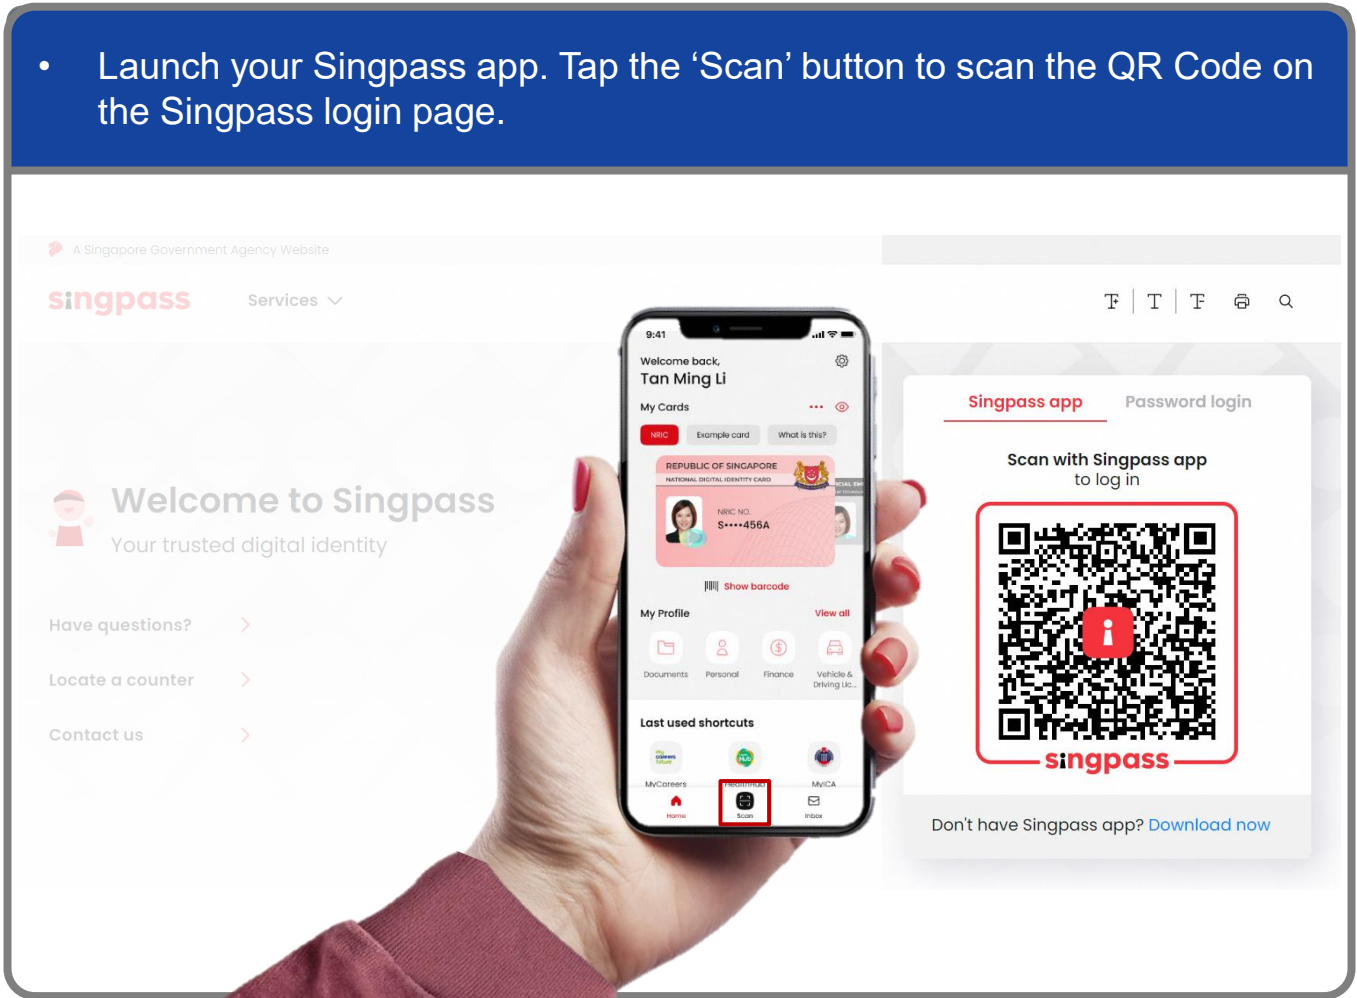 • Launch your Singpass app. Tap the ‘Scan’ button to scan the QR Code on
the Singpass login page.
A Singapore Government Agency Website
singpass
Services
Welcome to Singpass
Your trusted digital identity
Have questions?
Locate a counter
Contact us
9:41
Welcome back,
Tan Ming Li
My Cards
NRIC
Example card
What is this?
REPUBLIC OF SINGAPORE
NATIONAL DIGITAL IDENTITY CARD
NRIC NO.
S••••456A
Show barcode
My Profile
View all
Documents
Personal
Finance
Vehicle &
Driving Lic...
Last used shortcuts
my
careers
future
MyCareers
HealthHub
MyICA
Home
Scan
Inbox
T+ T T-
Singpass app
Password login
Scan with Singpass app
to log in
singpass
Don't have Singpass app? Download now